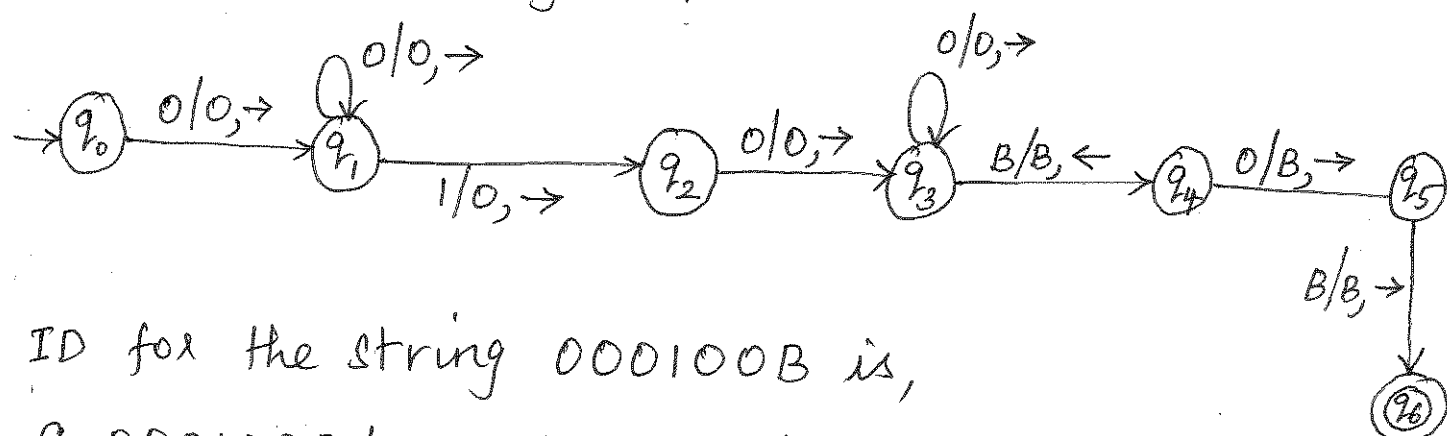 0/0,→
0/0,→
0/0,→
q₀
q₁
1/0,→
q₂
0/0,→
q₃
B/B,←
q₄
0/B,→
q₅
B/B,→
q₆
ID for the string 000100B is,